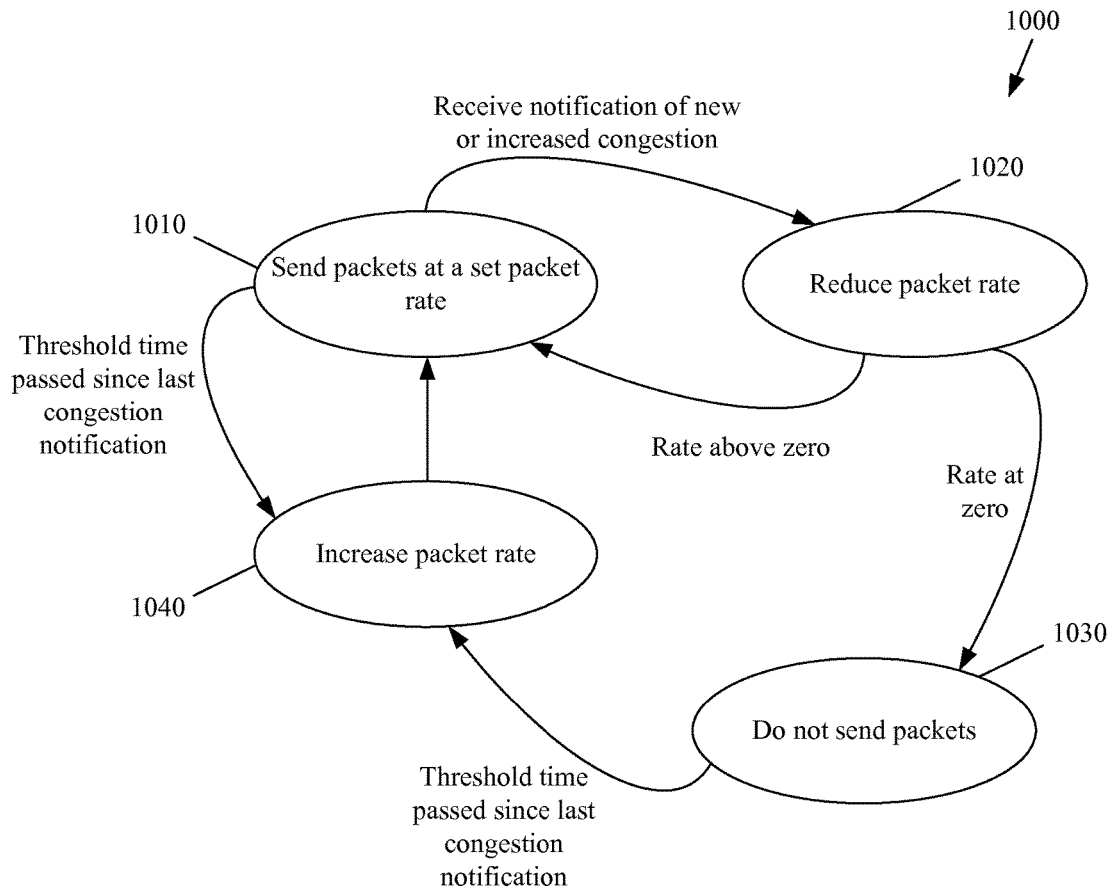 1000
Receive notification of new
or increased congestion
1020
1010
Send packets at a set packet
rate
Reduce packet rate
Threshold time
passed since last
congestion
notification
Rate above zero
Rate at
zero
Increase packet rate
1040
1030
Do not send packets
Threshold time
passed since last
congestion
notification